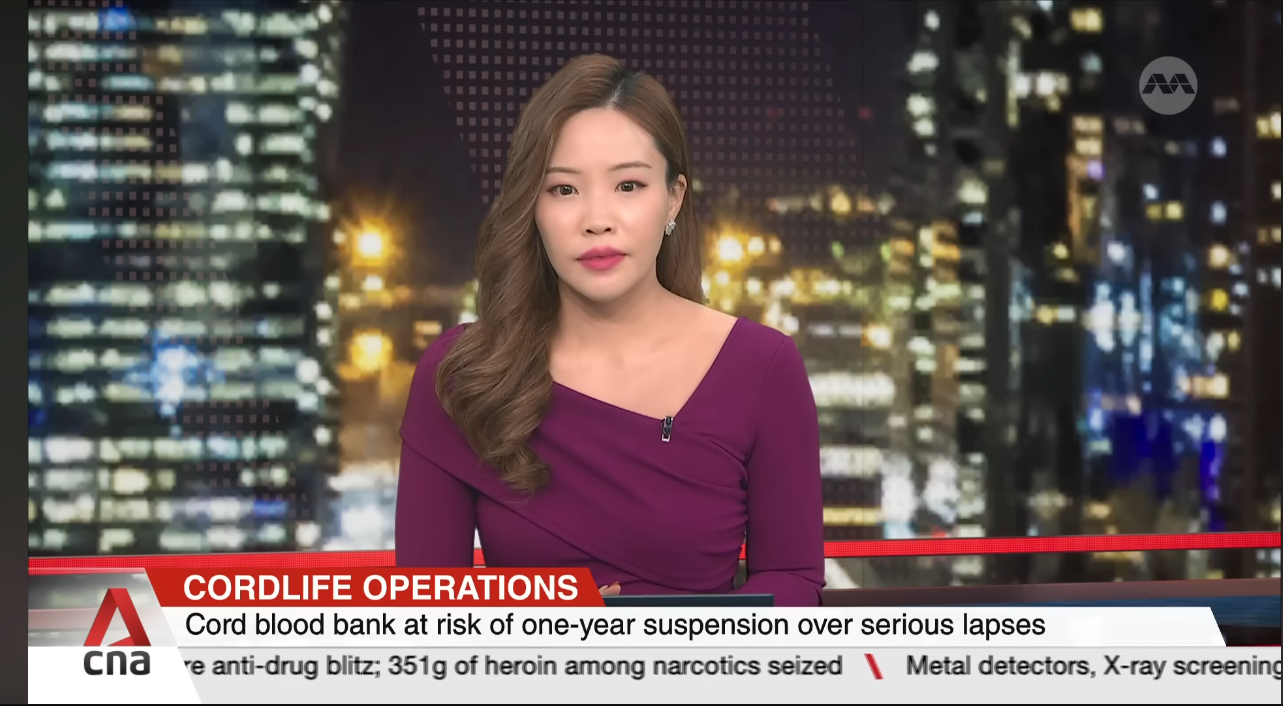 CORDLIFE OPERATIONS
Cord blood bank at risk of one-year suspension over serious lapses
cna
re anti-drug blitz; 351g of heroin among narcotics seized \ Metal detectors, X-ray screening